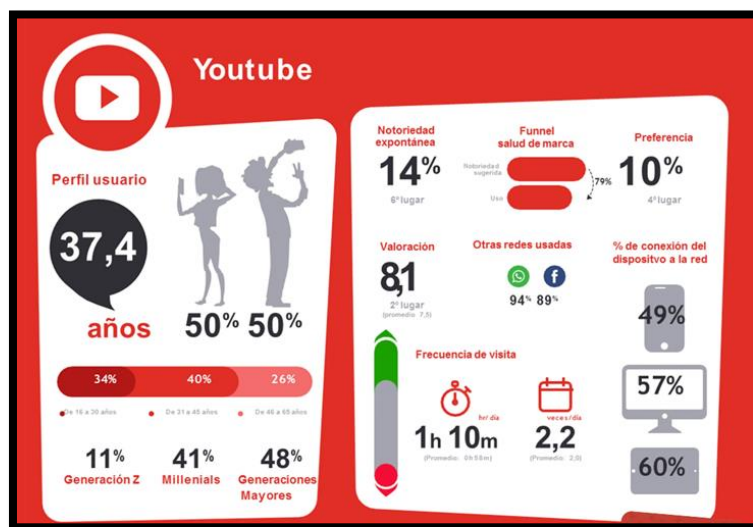 Youtube
Perfil usuario
37,4
años
50% 50%
34% 40% 26%
De 16 a 30 años De 31 a 45 años De 46 a 65 años
11% 41% 48%
Generación Z Millenials Generaciones
Mayores
Notoriedad
expontánea
14%
6º lugar
Funnel
salud de marca
Notoriedad
sugerida
Uso
79%
Preferencia
10%
4º lugar
Valoración
8,1
2º lugar
(promedio 7,5)
Otras redes usadas
94% 89%
% de conexión del
dispositvo a la red
49%
57%
60%
Frecuencia de visita
hr/ día
1h 10m
(Promedio: 0h 58m)
veces/día
2,2
(Promedio: 2,0)